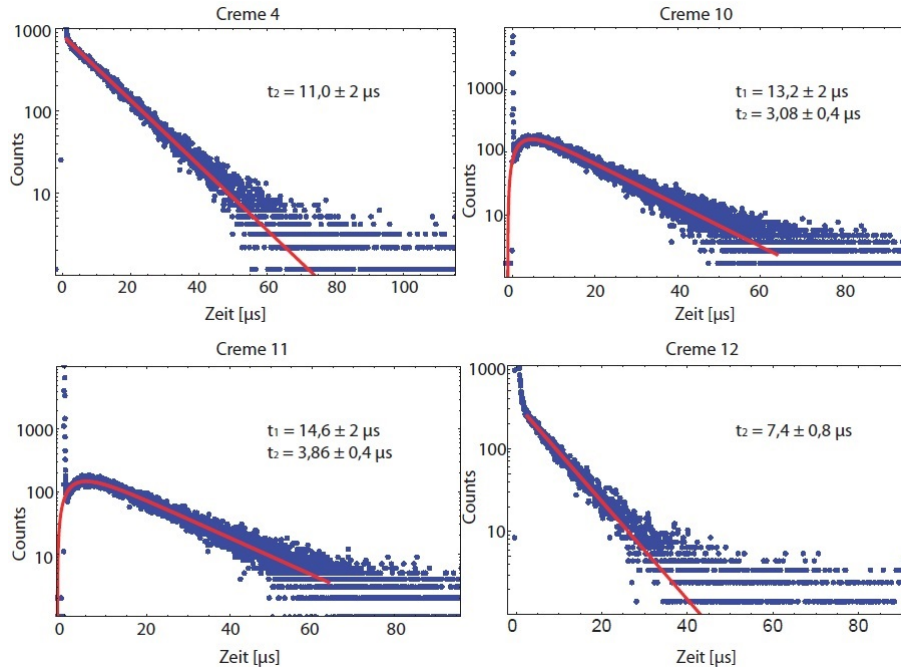 Creme 4
1000
100
10
Counts
t₂ = 11,0 ± 2 µs
0 20 40 60 80 100
Zeit [µs]
Creme 10
1000
100
10
Counts
t₁ = 13,2 ± 2 µs
t₂ = 3,08 ± 0,4 µs
0 20 40 60 80
Zeit [µs]
Creme 11
1000
100
10
Counts
t₁ = 14,6 ± 2 µs
t₂ = 3,86 ± 0,4 µs
0 20 40 60 80
Zeit [µs]
Creme 12
1000
100
10
Counts
t₂ = 7,4 ± 0,8 µs
0 20 40 60 80
Zeit [µs]